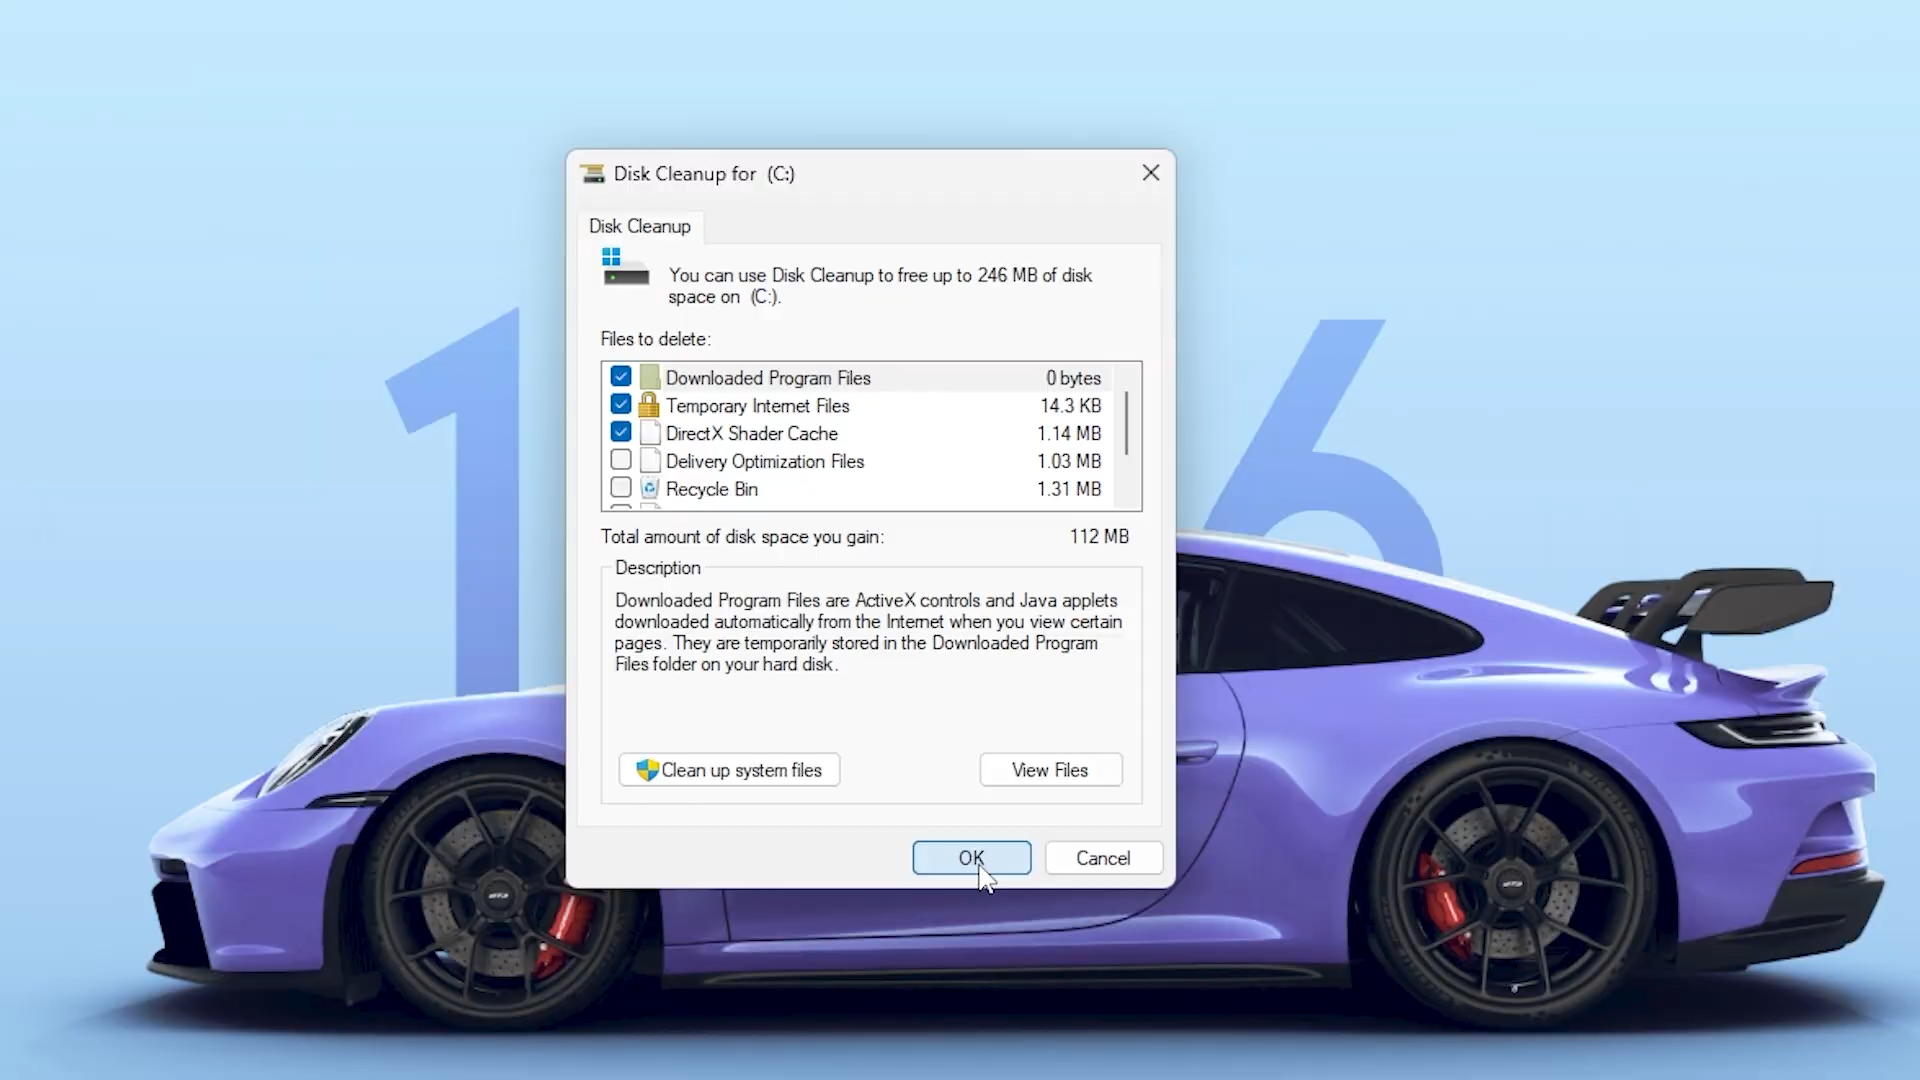 Disk Cleanup for (C:)
Disk Cleanup
You can use Disk Cleanup to free up to 246 MB of disk
space on (C:).
Files to delete:
Downloaded Program Files 0 bytes
Temporary Internet Files 14.3 KB
DirectX Shader Cache 1.14 MB
Delivery Optimization Files 1.03 MB
Recycle Bin 1.31 MB
Total amount of disk space you gain: 112 MB
Description
Downloaded Program Files are ActiveX controls and Java applets
downloaded automatically from the Internet when you view certain
pages. They are temporarily stored in the Downloaded Program
Files folder on your hard disk.
Clean up system files
View Files
OK
Cancel
1
6